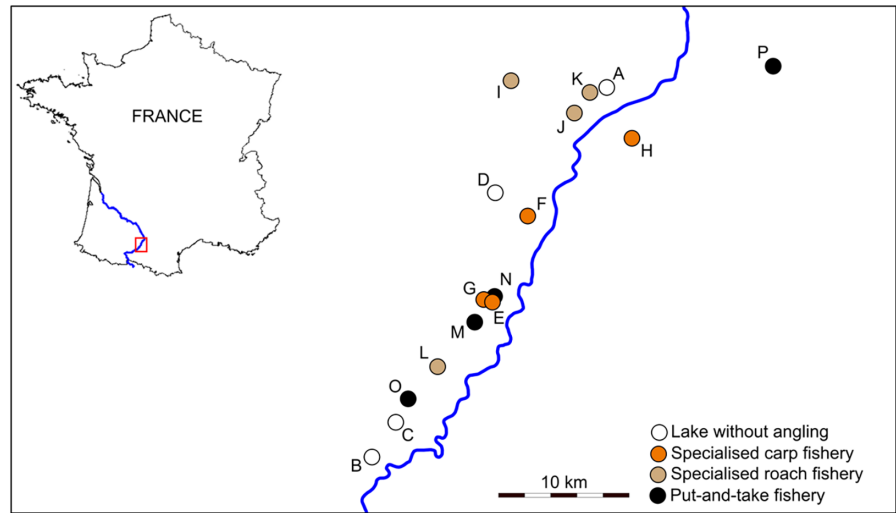 FRANCE
P
A
K
I
J
H
D
F
N
G
E
M
L
O
C
B
Lake without angling
Specialised carp fishery
Specialised roach fishery
Put-and-take fishery
10 km